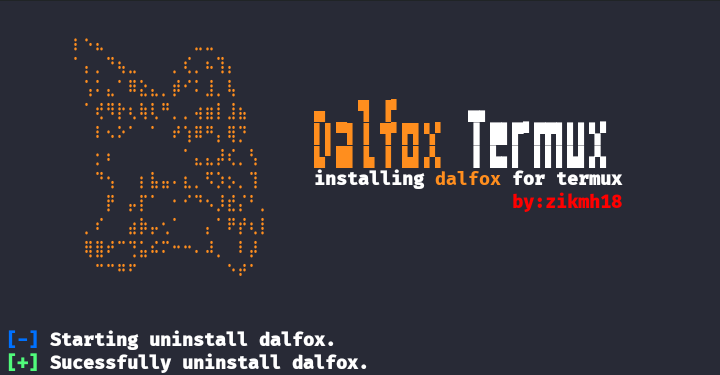 Dalfox Termux
installing dalfox for termux
by:zikmh18
[-] Starting uninstall dalfox.
[+] Sucessfully uninstall dalfox.